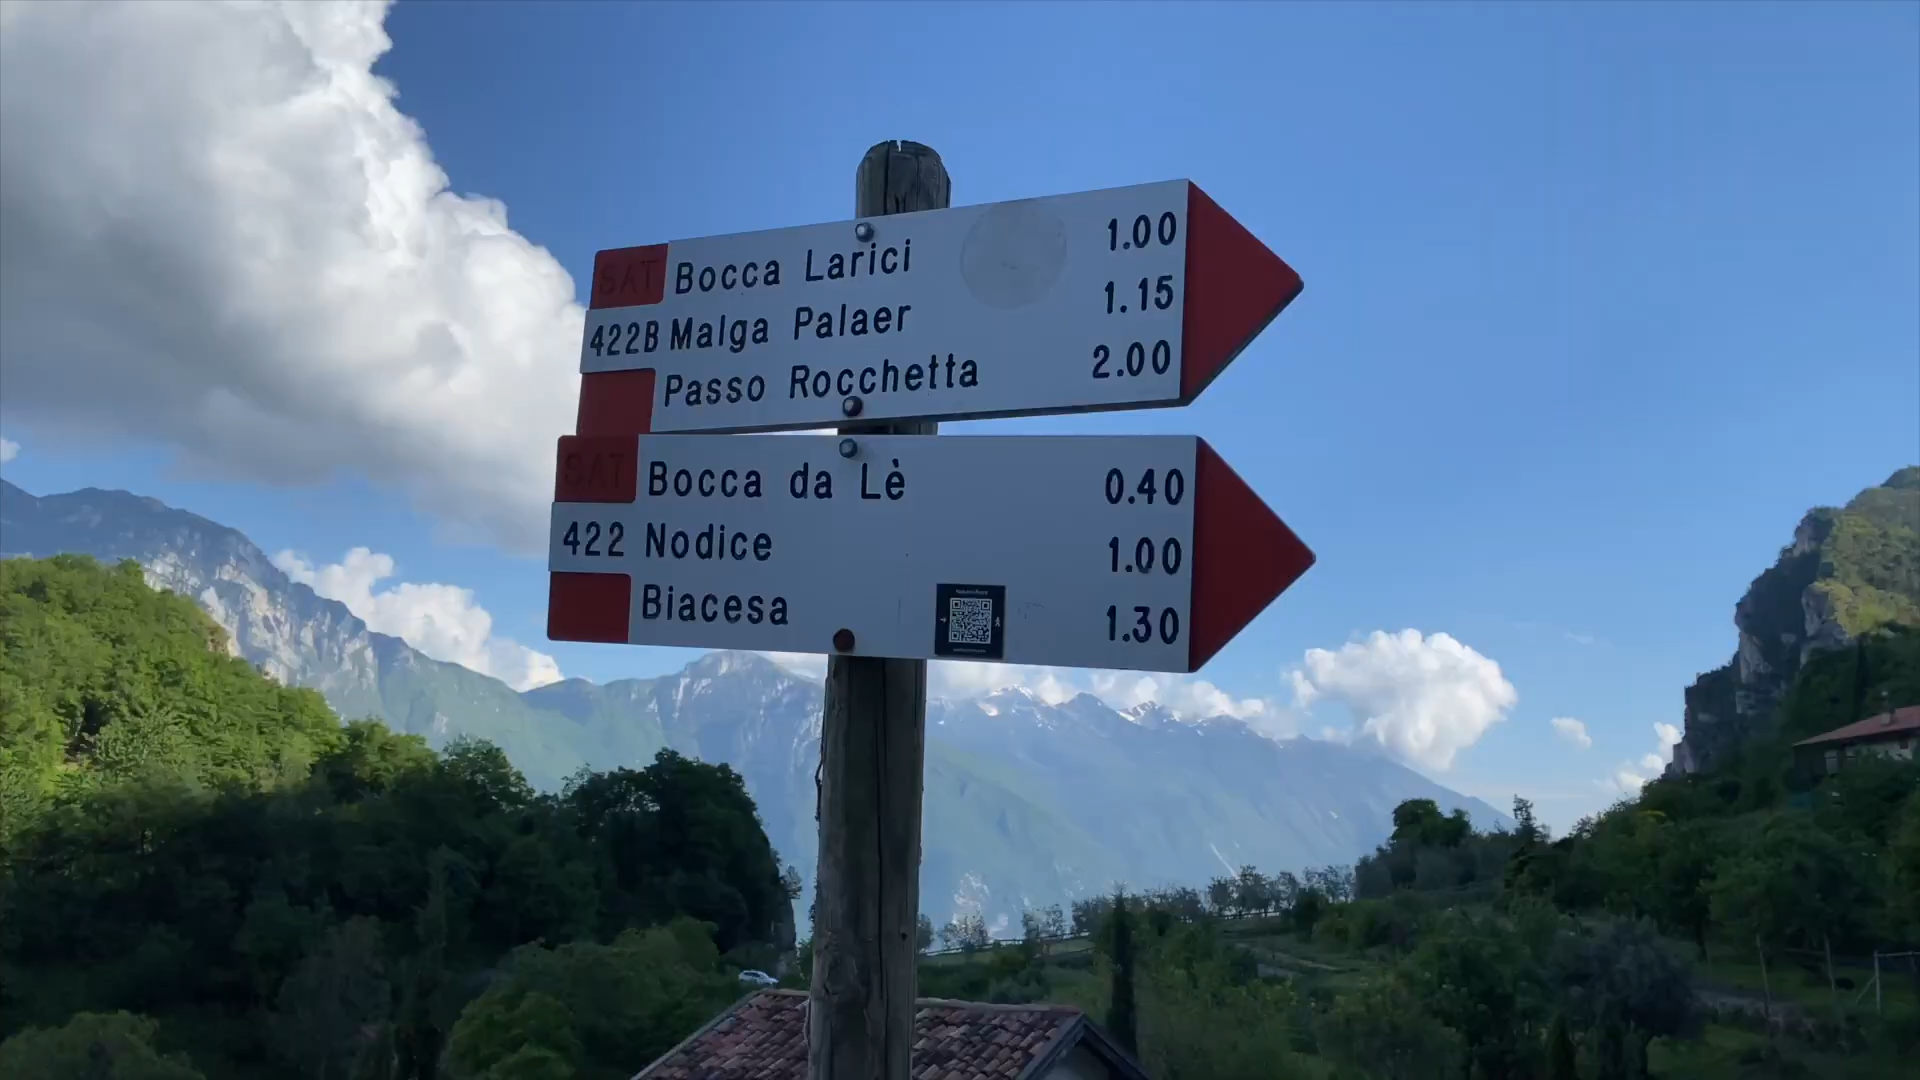 SAT Bocca Larici 1.00
422B Malga Palaer 1.15
Passo Rocchetta 2.00
SAT Bocca da Lè 0.40
422 Nodice 1.00
Biacesa 1.30